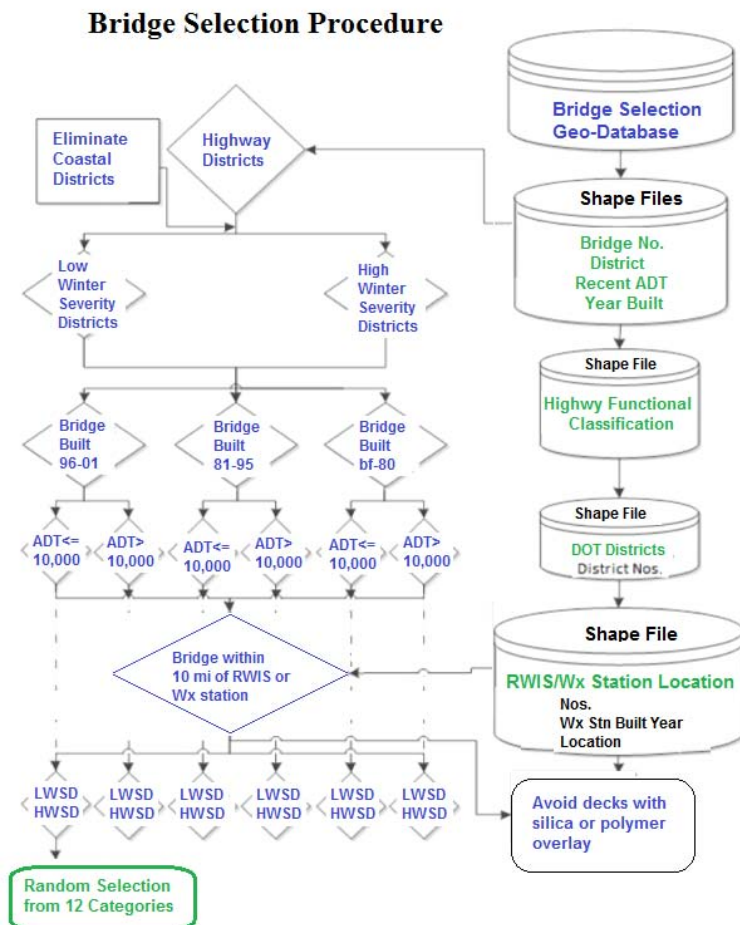 Bridge Selection Procedure
Eliminate
Coastal
Districts
Highway
Districts
Bridge Selection
Geo-Database
Shape Files
Bridge No.
District
Recent ADT
Year Built
Low
Winter
Severity
Districts
High
Winter
Severity
Districts
Shape File
Highwy Functional
Classification
Bridge
Built
96-01
Bridge
Built
81-95
Bridge
Built
bf-80
Shape File
DOT Districts
District Nos.
ADT<=
10,000
ADT>
10,000
ADT<=
10,000
ADT>
10,000
ADT<=
10,000
ADT>
10,000
Bridge within
10 mi of RWIS or
Wx station
Shape File
RWIS/Wx Station Location
Nos.
Wx Stn Built Year
Location
LWSD
HWSD
LWSD
HWSD
LWSD
HWSD
LWSD
HWSD
LWSD
HWSD
LWSD
HWSD
Avoid decks with
silica or polymer
overlay
Random Selection
from 12 Categories